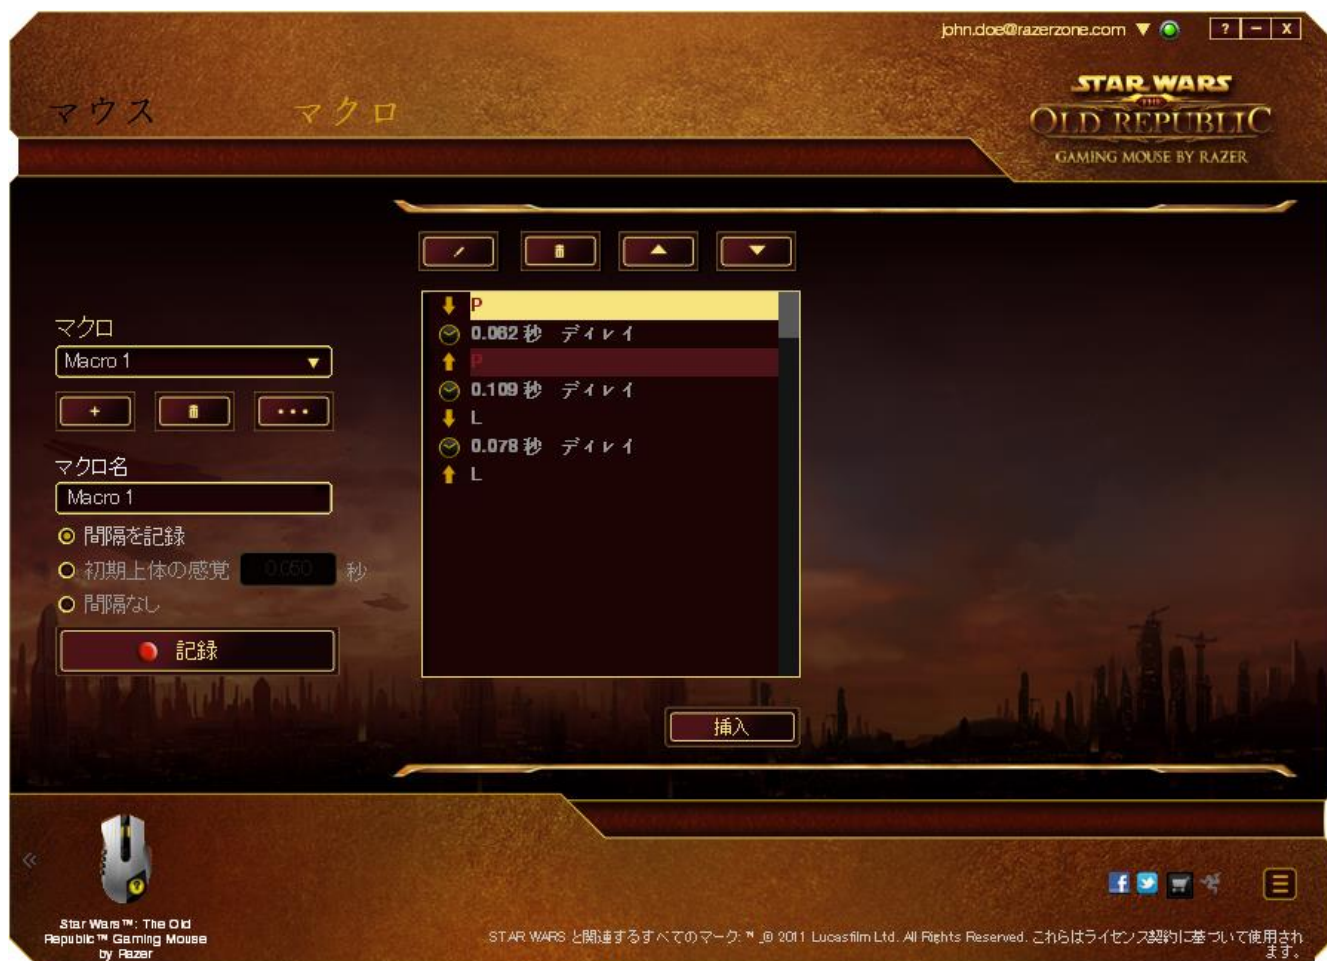 john.doe@razerzone.com
?
X
STAR WARS
THE
OLD REPUBLIC
GAMING MOUSE BY RAZER
マウス
マクロ
マクロ
Macro 1
マクロ名
Macro 1
間隔を記録
初期上体の感覚 0.050 秒
間隔なし
記録
P
0.062 秒 ディレイ
P
0.109 秒 ディレイ
L
0.078 秒 ディレイ
L
挿入
Star Wars™: The Old
Republic™ Gaming Mouse
by Razer
STAR WARS と関連するすべてのマーク: ™ ,© 2011 Lucasfilm Ltd. All Rights Reserved. これらはライセンス契約に基づいて使用され
ます。